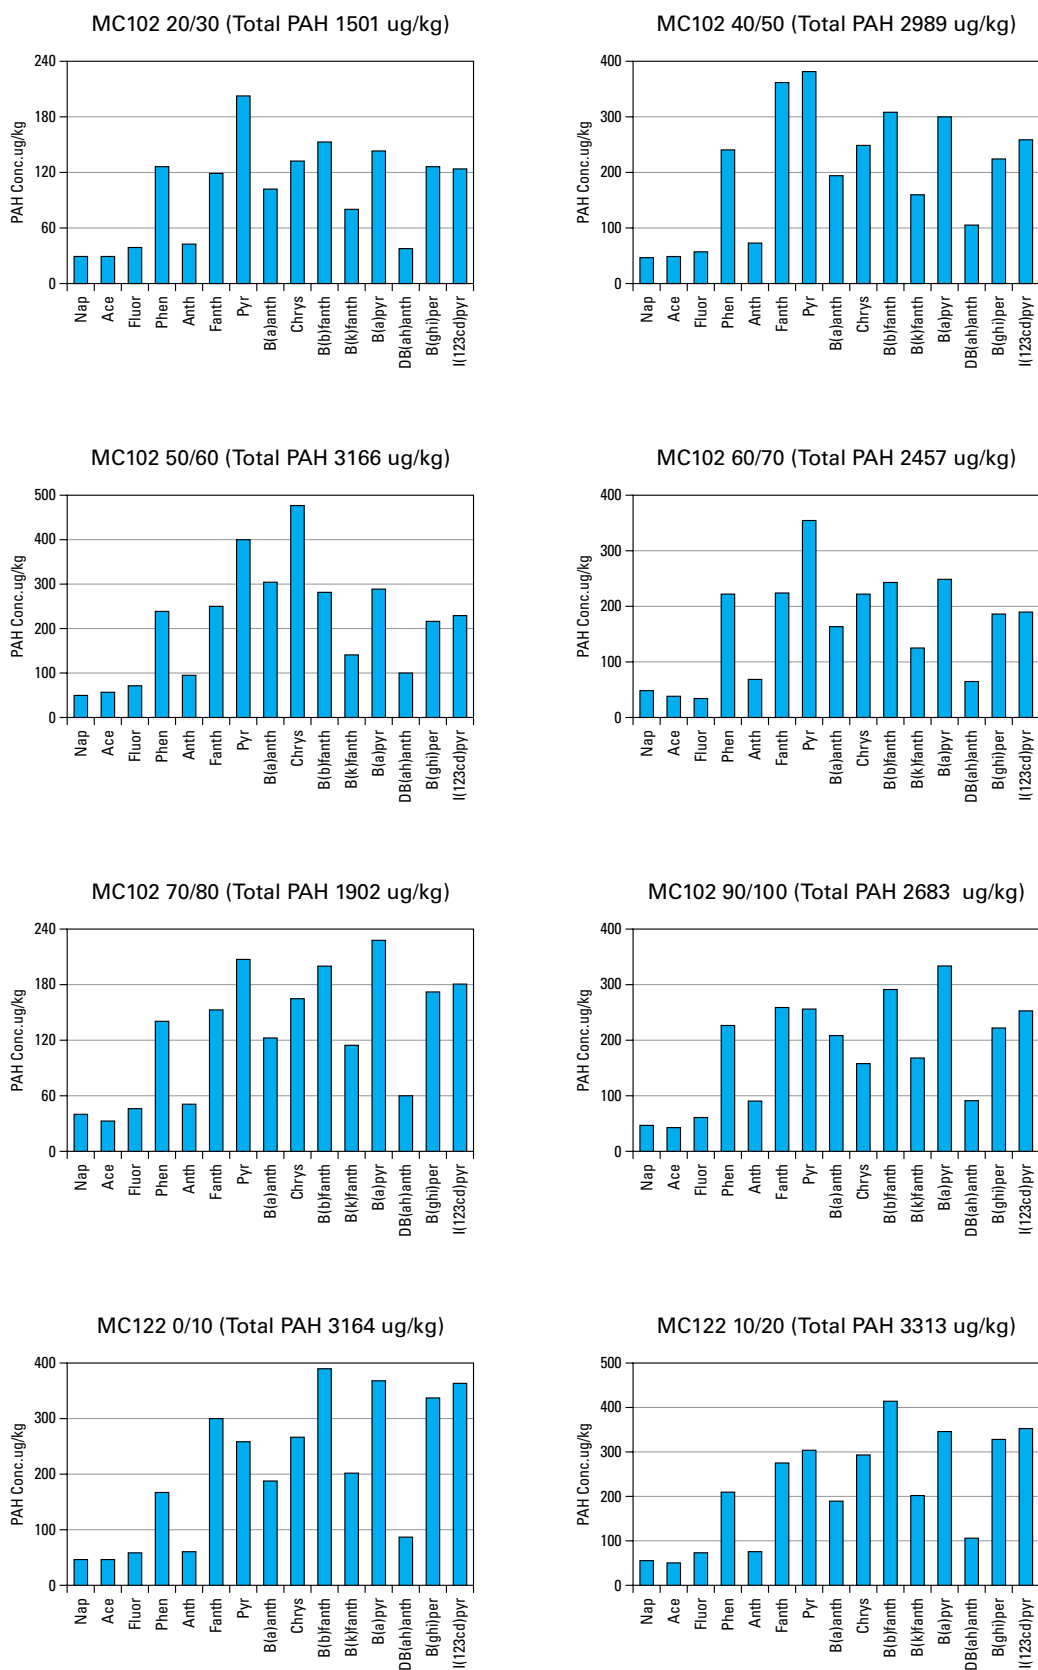 MC102 20/30 (Total PAH 1501 ug/kg)
PAH Conc.ug/kg
240
180
120
60
0
Nap
Ace
Fluor
Phen
Anth
Fanth
Pyr
B(a)anth
Chrys
B(b)fanth
B(k)fanth
B(a)pyr
DB(ah)anth
B(ghi)per
I(123cd)pyr
MC102 40/50 (Total PAH 2989 ug/kg)
PAH Conc.ug/kg
400
300
200
100
0
Nap
Ace
Fluor
Phen
Anth
Fanth
Pyr
B(a)anth
Chrys
B(b)fanth
B(k)fanth
B(a)pyr
DB(ah)anth
B(ghi)per
I(123cd)pyr
MC102 50/60 (Total PAH 3166 ug/kg)
PAH Conc.ug/kg
500
400
300
200
100
0
Nap
Ace
Fluor
Phen
Anth
Fanth
Pyr
B(a)anth
Chrys
B(b)fanth
B(k)fanth
B(a)pyr
DB(ah)anth
B(ghi)per
I(123cd)pyr
MC102 60/70 (Total PAH 2457 ug/kg)
PAH Conc.ug/kg
400
300
200
100
0
Nap
Ace
Fluor
Phen
Anth
Fanth
Pyr
B(a)anth
Chrys
B(b)fanth
B(k)fanth
B(a)pyr
DB(ah)anth
B(ghi)per
I(123cd)pyr
MC102 70/80 (Total PAH 1902 ug/kg)
PAH Conc.ug/kg
240
180
120
60
0
Nap
Ace
Fluor
Phen
Anth
Fanth
Pyr
B(a)anth
Chrys
B(b)fanth
B(k)fanth
B(a)pyr
DB(ah)anth
B(ghi)per
I(123cd)pyr
MC102 90/100 (Total PAH 2683 ug/kg)
PAH Conc.ug/kg
400
300
200
100
0
Nap
Ace
Fluor
Phen
Anth
Fanth
Pyr
B(a)anth
Chrys
B(b)fanth
B(k)fanth
B(a)pyr
DB(ah)anth
B(ghi)per
I(123cd)pyr
MC122 0/10 (Total PAH 3164 ug/kg)
PAH Conc.ug/kg
400
300
200
100
0
Nap
Ace
Fluor
Phen
Anth
Fanth
Pyr
B(a)anth
Chrys
B(b)fanth
B(k)fanth
B(a)pyr
DB(ah)anth
B(ghi)per
I(123cd)pyr
MC122 10/20 (Total PAH 3313 ug/kg)
PAH Conc.ug/kg
500
400
300
200
100
0
Nap
Ace
Fluor
Phen
Anth
Fanth
Pyr
B(a)anth
Chrys
B(b)fanth
B(k)fanth
B(a)pyr
DB(ah)anth
B(ghi)per
I(123cd)pyr